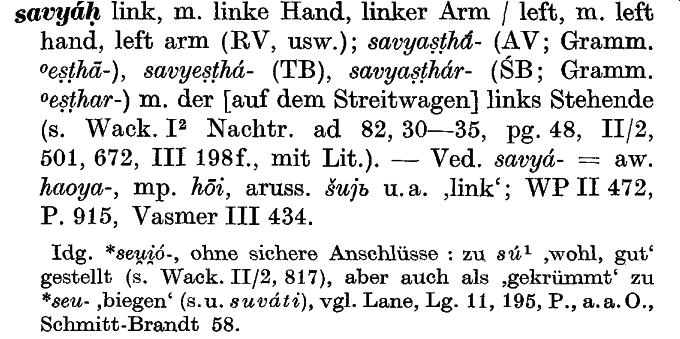 savyáḥ link, m. linke Hand, linker Arm / left, m. left
hand, left arm (RV, usw.); savyaṣṭhā́- (AV; Gramm.
ºeṣṭhā-), savyeṣṭhá- (TB), savyaṣṭhár- (ŚB; Gramm.
ºeṣṭhar-) m. der [auf dem Streitwagen] links Stehende
(s. Wack. I² Nachtr. ad 82, 30—35, pg. 48, II/2,
501, 672, III 198f., mit Lit.). — Ved. savyá- = aw.
haoya-, mp. hōi, aruss. šujь u. a. ‚link‘; WP II 472,
P. 915, Vasmer III 434.
Idg. *seu̯i̯ó-, ohne sichere Anschlüsse : zu sú¹ ‚wohl, gut‘
gestellt (s. Wack. II/2, 817), aber auch als ‚gekrümmt‘ zu
*seu- ‚biegen‘ (s. u. suváti), vgl. Lane, Lg. 11, 195, P., a. a. O.,
Schmitt-Brandt 58.